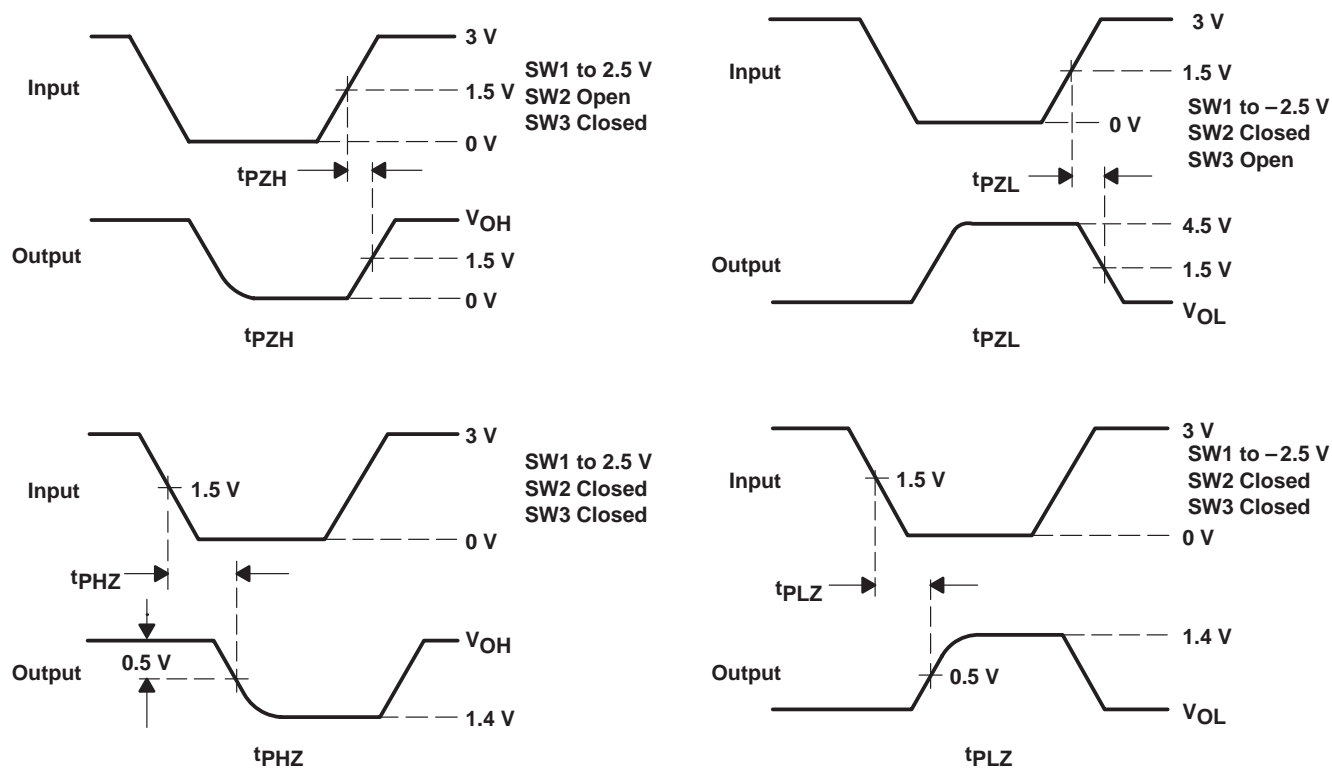 3 V
Input
SW1 to 2.5 V
1.5 V
SW2 Open
SW3 Closed
0 V
tPZH
VOH
Output
1.5 V
0 V
tPZH
3 V
Input
1.5 V
SW1 to –2.5 V
0 V
SW2 Closed
SW3 Open
tPZL
4.5 V
Output
1.5 V
VOL
tPZL
3 V
SW1 to 2.5 V
Input
1.5 V
SW2 Closed
SW3 Closed
0 V
tPHZ
VOH
0.5 V
Output
1.4 V
tPHZ
3 V
SW1 to –2.5 V
Input
1.5 V
SW2 Closed
SW3 Closed
0 V
tPLZ
1.4 V
Output
0.5 V
VOL
tPLZ